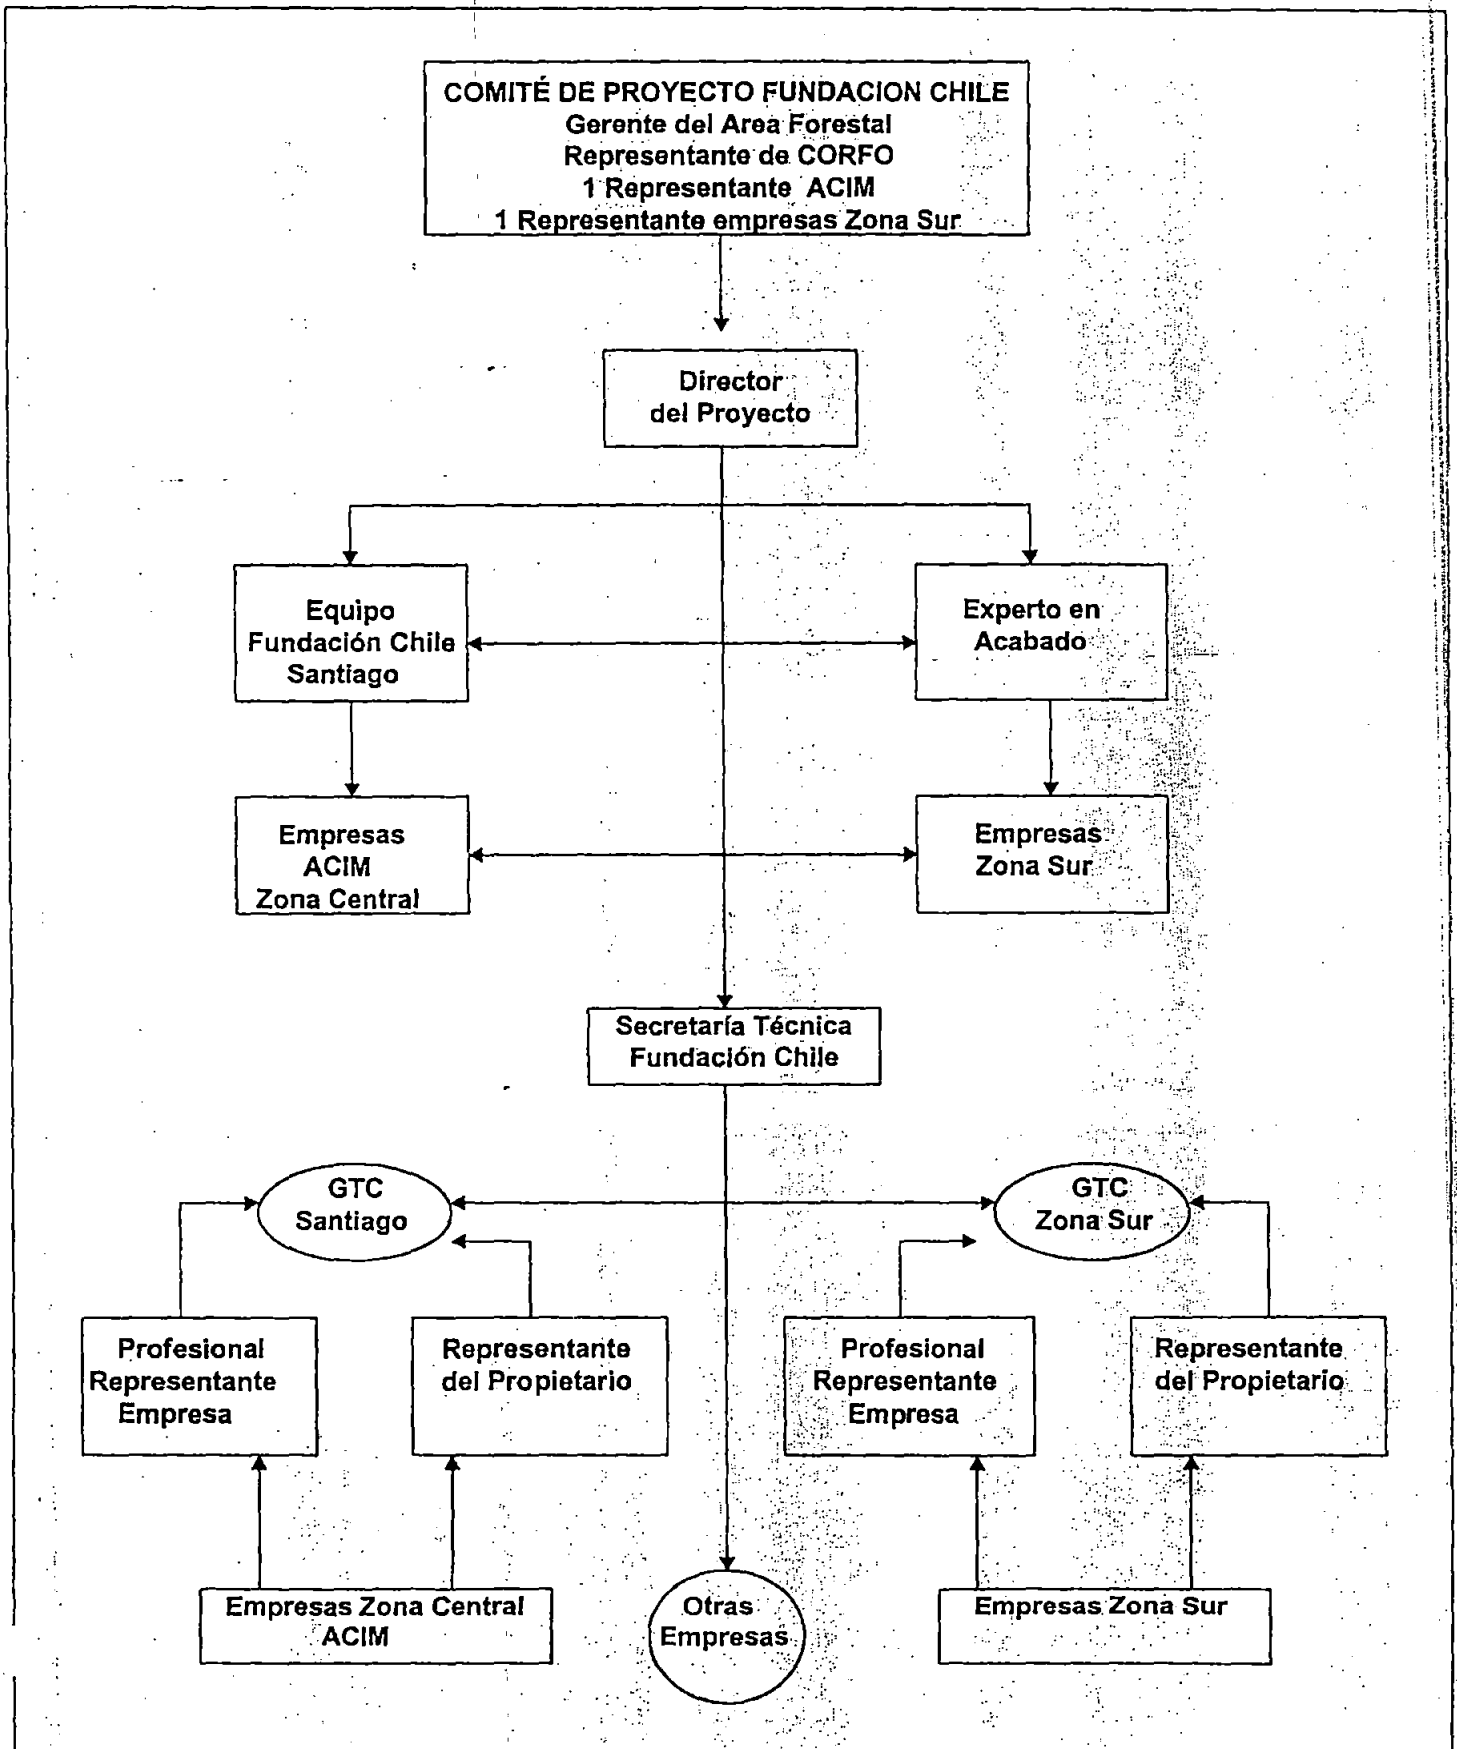 COMITÉ DE PROYECTO FUNDACION CHILE
Gerente del Area Forestal
Representante de CORFO
1 Representante ACIM
1 Representante empresas Zona Sur
Director
del Proyecto
Equipo
Fundación Chile
Santiago
Experto en
Acabado
Empresas
ACIM
Zona Central
Empresas
Zona Sur
Secretaría Técnica
Fundación Chile
GTC
Santiago
GTC
Zona Sur
Profesional
Representante
Empresa
Representante
del Propietario
Profesional
Representante
Empresa
Representante
del Propietario
Empresas Zona Central
ACIM
Otras
Empresas
Empresas Zona Sur